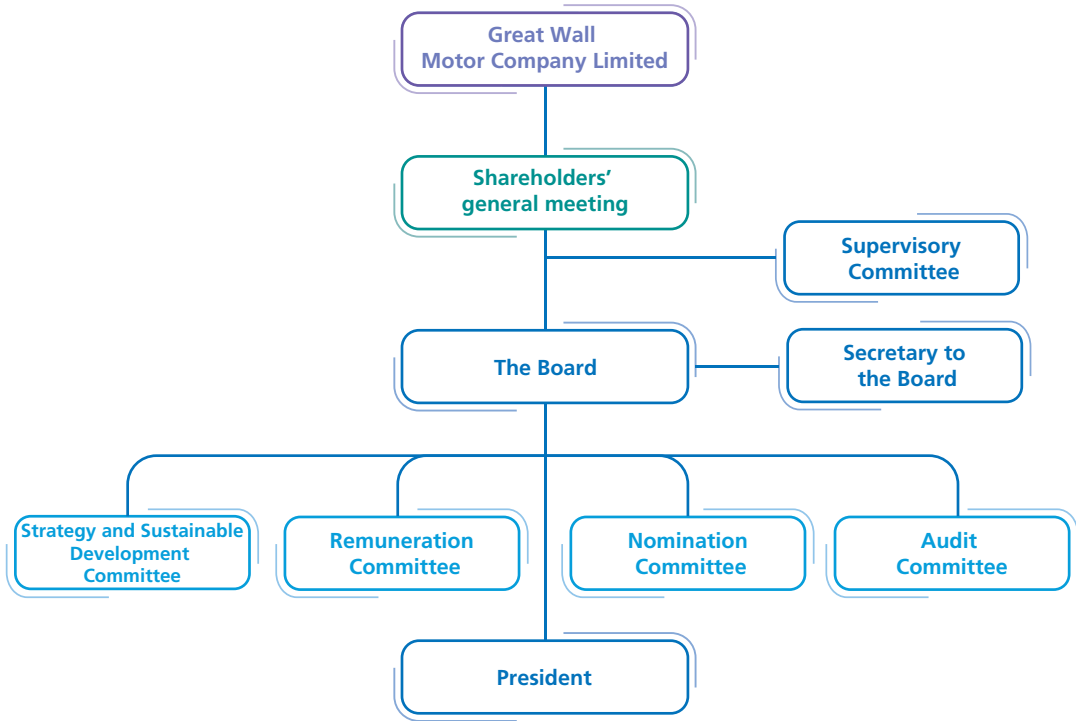 Great Wall
Motor Company Limited
Shareholders’
general meeting
Supervisory
Committee
The Board
Secretary to
the Board
Strategy and Sustainable
Development
Committee
Remuneration
Committee
Nomination
Committee
Audit
Committee
President